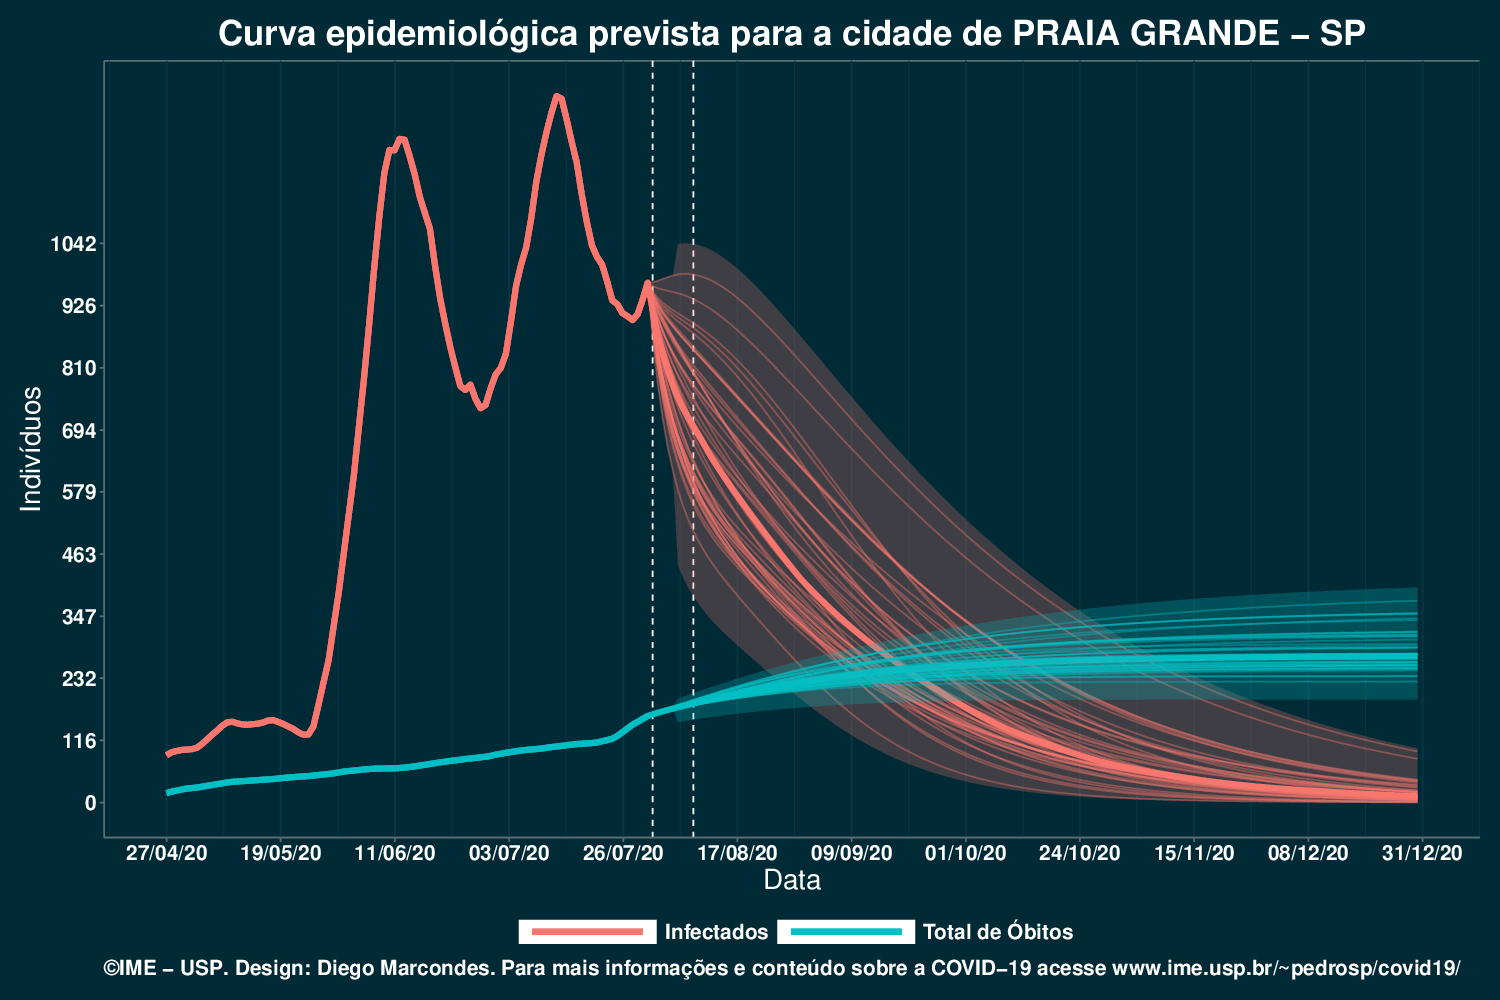 Curva epidemiológica prevista para a cidade de PRAIA GRANDE – SP
Indivíduos
1042
926
810
694
579
463
347
232
116
0
27/04/20 19/05/20 11/06/20 03/07/20 26/07/20 17/08/20 09/09/20 01/10/20 24/10/20 15/11/20 08/12/20 31/12/20
Data
Infectados Total de Óbitos
©IME – USP. Design: Diego Marcondes. Para mais informações e conteúdo sobre a COVID–19 acesse www.ime.usp.br/~pedrosp/covid19/